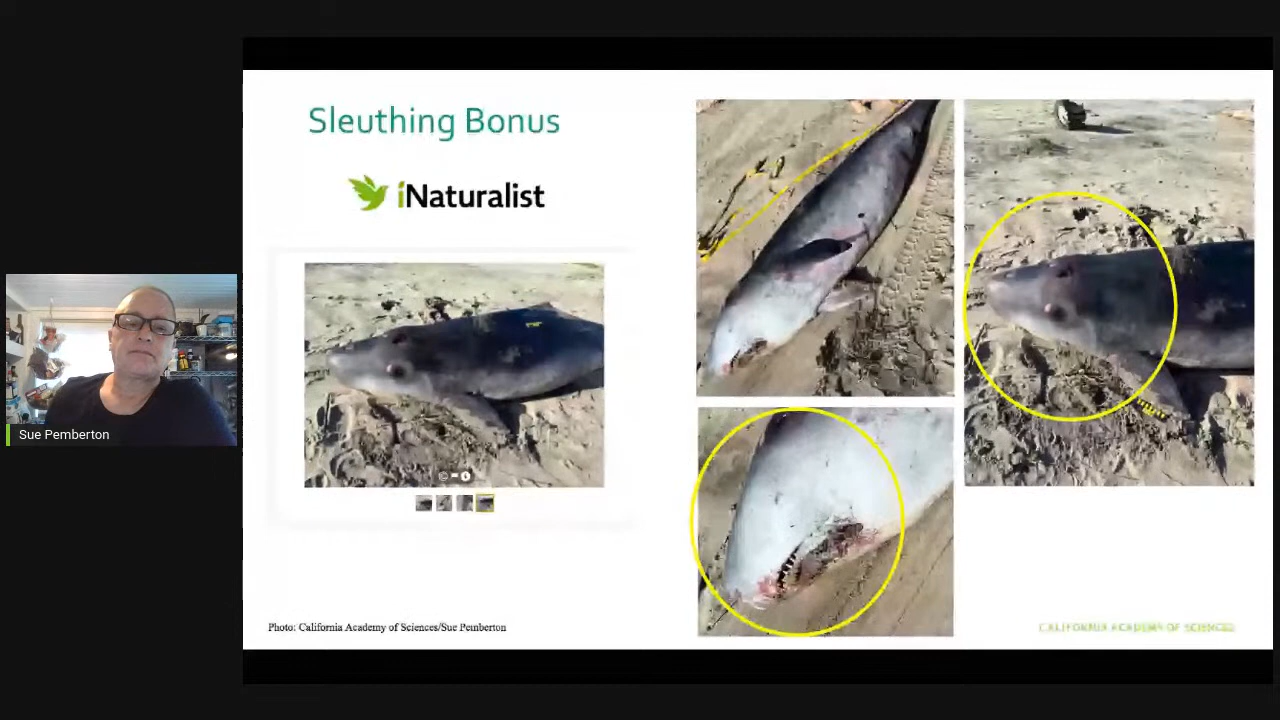 Sleuthing Bonus
iNaturalist
Sue Pemberton
Photo: California Academy of Sciences/Sue Pemberton
CALIFORNIA ACADEMY OF SCIENCES